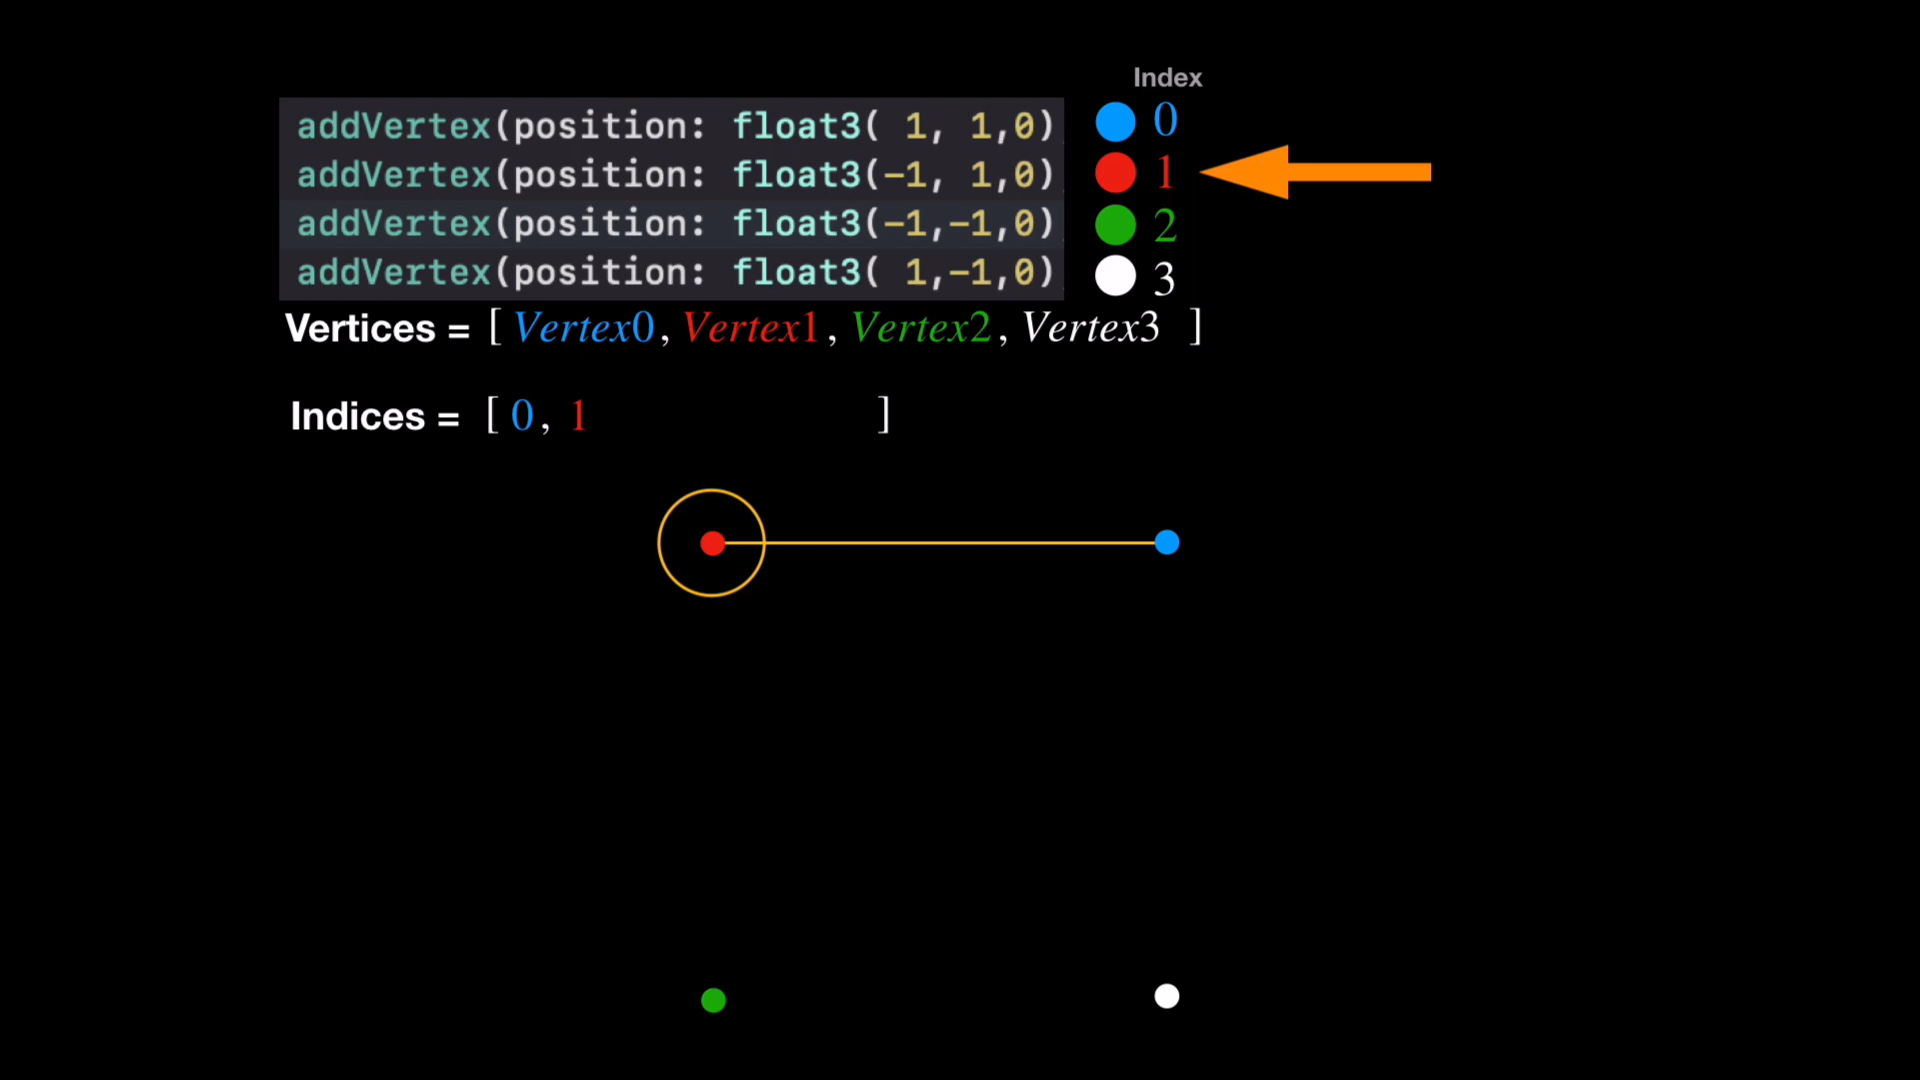 Index
addVertex(position: float3( 1, 1,0) 0
addVertex(position: float3(-1, 1,0) 1
addVertex(position: float3(-1,-1,0) 2
addVertex(position: float3( 1,-1,0) 3
Vertices = [ Vertex0, Vertex1, Vertex2, Vertex3 ]
Indices = [ 0, 1 ]